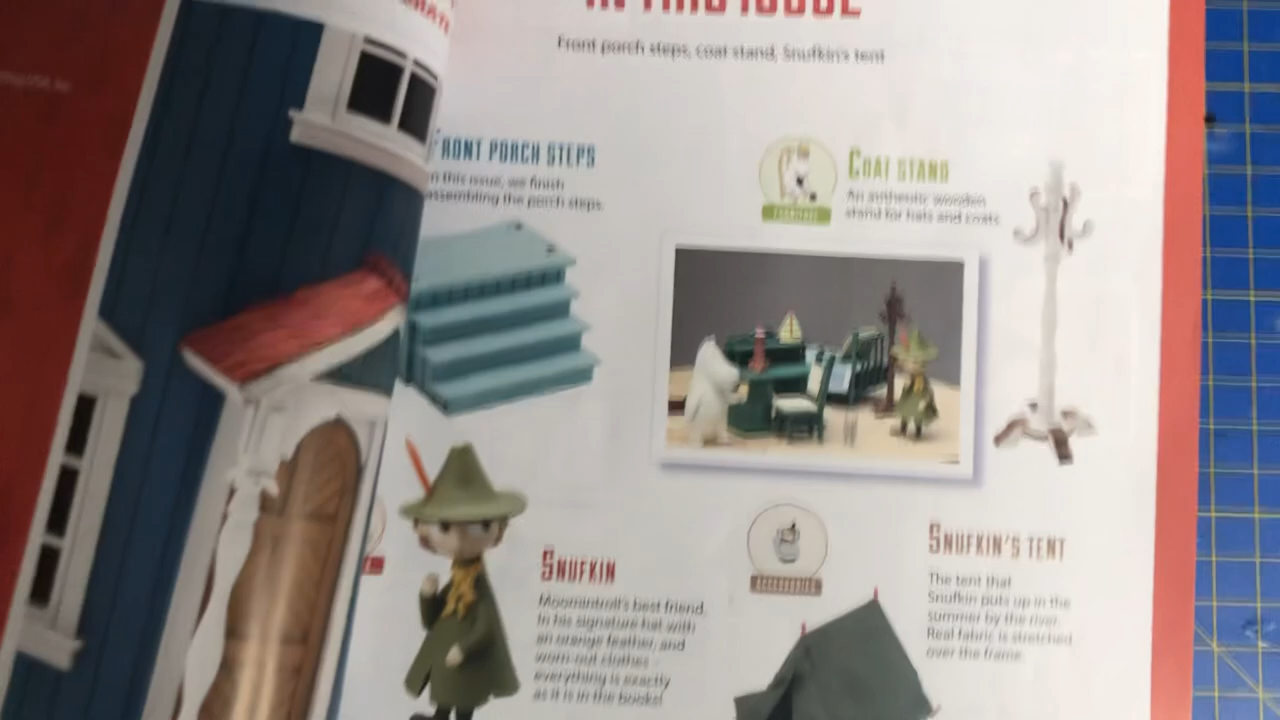 IN THIS ISSUE
Front porch steps, coat stand, Snufkin's tent
FRONT PORCH STEPS
In this issue, we finish
assembling the porch steps.
COAT STAND
An authentic wooden
stand for hats and coats.
FURNITURE
SNUFKIN
Moomintroll's best friend.
In his signature hat with
an orange feather, and
worn-out clothes –
everything is exactly
as it is in the books!
ACCESSORIES
SNUFKIN'S TENT
The tent that
Snufkin puts up in the
summer by the river.
Real fabric is stretched
over the frame.